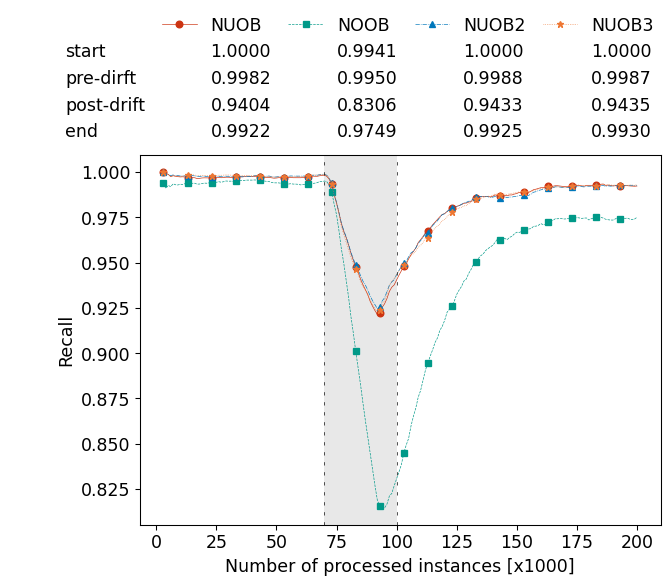 NUOB NOOB NUOB2 NUOB3
start 1.0000 0.9941 1.0000 1.0000
pre-dirft 0.9982 0.9950 0.9988 0.9987
post-drift 0.9404 0.8306 0.9433 0.9435
end 0.9922 0.9749 0.9925 0.9930
1.000
0.975
0.950
0.925
0.900
0.875
0.850
0.825
Recall
0 25 50 75 100 125 150 175 200
Number of processed instances [x1000]